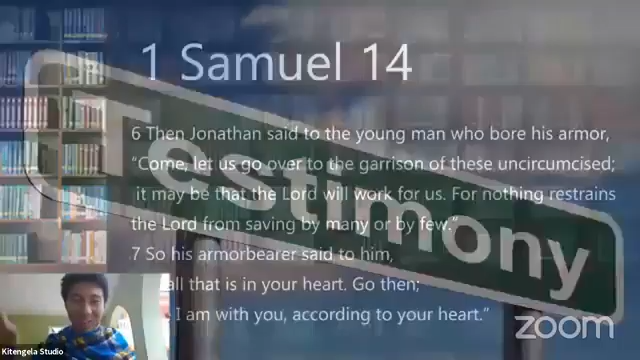 1 Samuel 14
6 Then Jonathan said to the young man who bore his armor,
“Come, let us go over to the garrison of these uncircumcised;
it may be that the Lord will work for us. For nothing restrains
the Lord from saving by many or by few.”
7 So his armorbearer said to him,
all that is in your heart. Go then;
I am with you, according to your heart.”
Testimony
Kitengela Studio
zoom